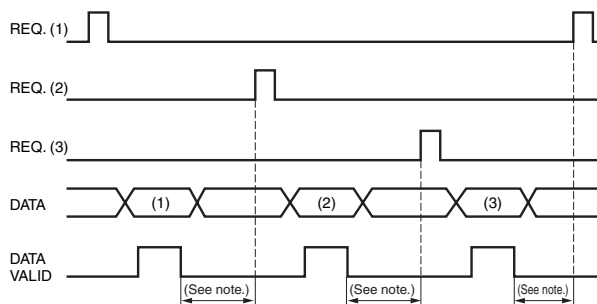 REQ. (1)
REQ. (2)
REQ. (3)
DATA
(1)
(2)
(3)
DATA
VALID
(See note.)
(See note.)
(See note.)